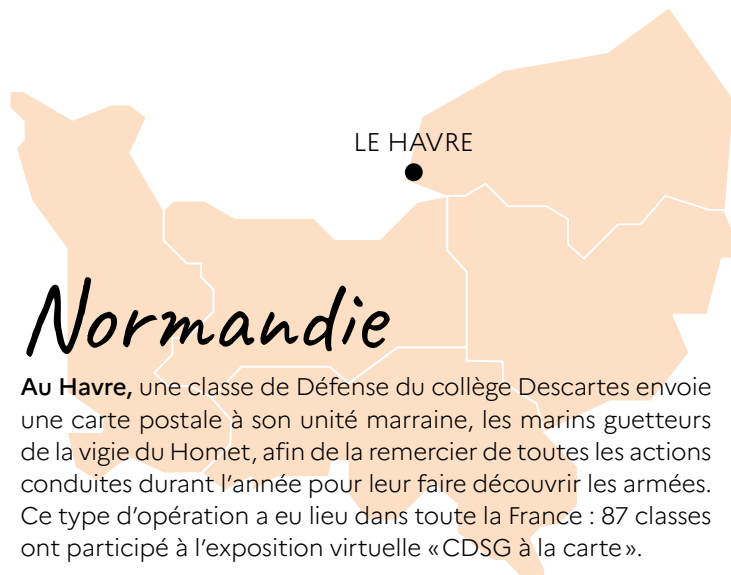 LE HAVRE
Normandie
Au Havre, une classe de Défense du collège Descartes envoie
une carte postale à son unité marraine, les marins guetteurs
de la vigie du Homet, afin de la remercier de toutes les actions
conduites durant l’année pour leur faire découvrir les armées.
Ce type d’opération a eu lieu dans toute la France : 87 classes
ont participé à l’exposition virtuelle «CDSG à la carte».